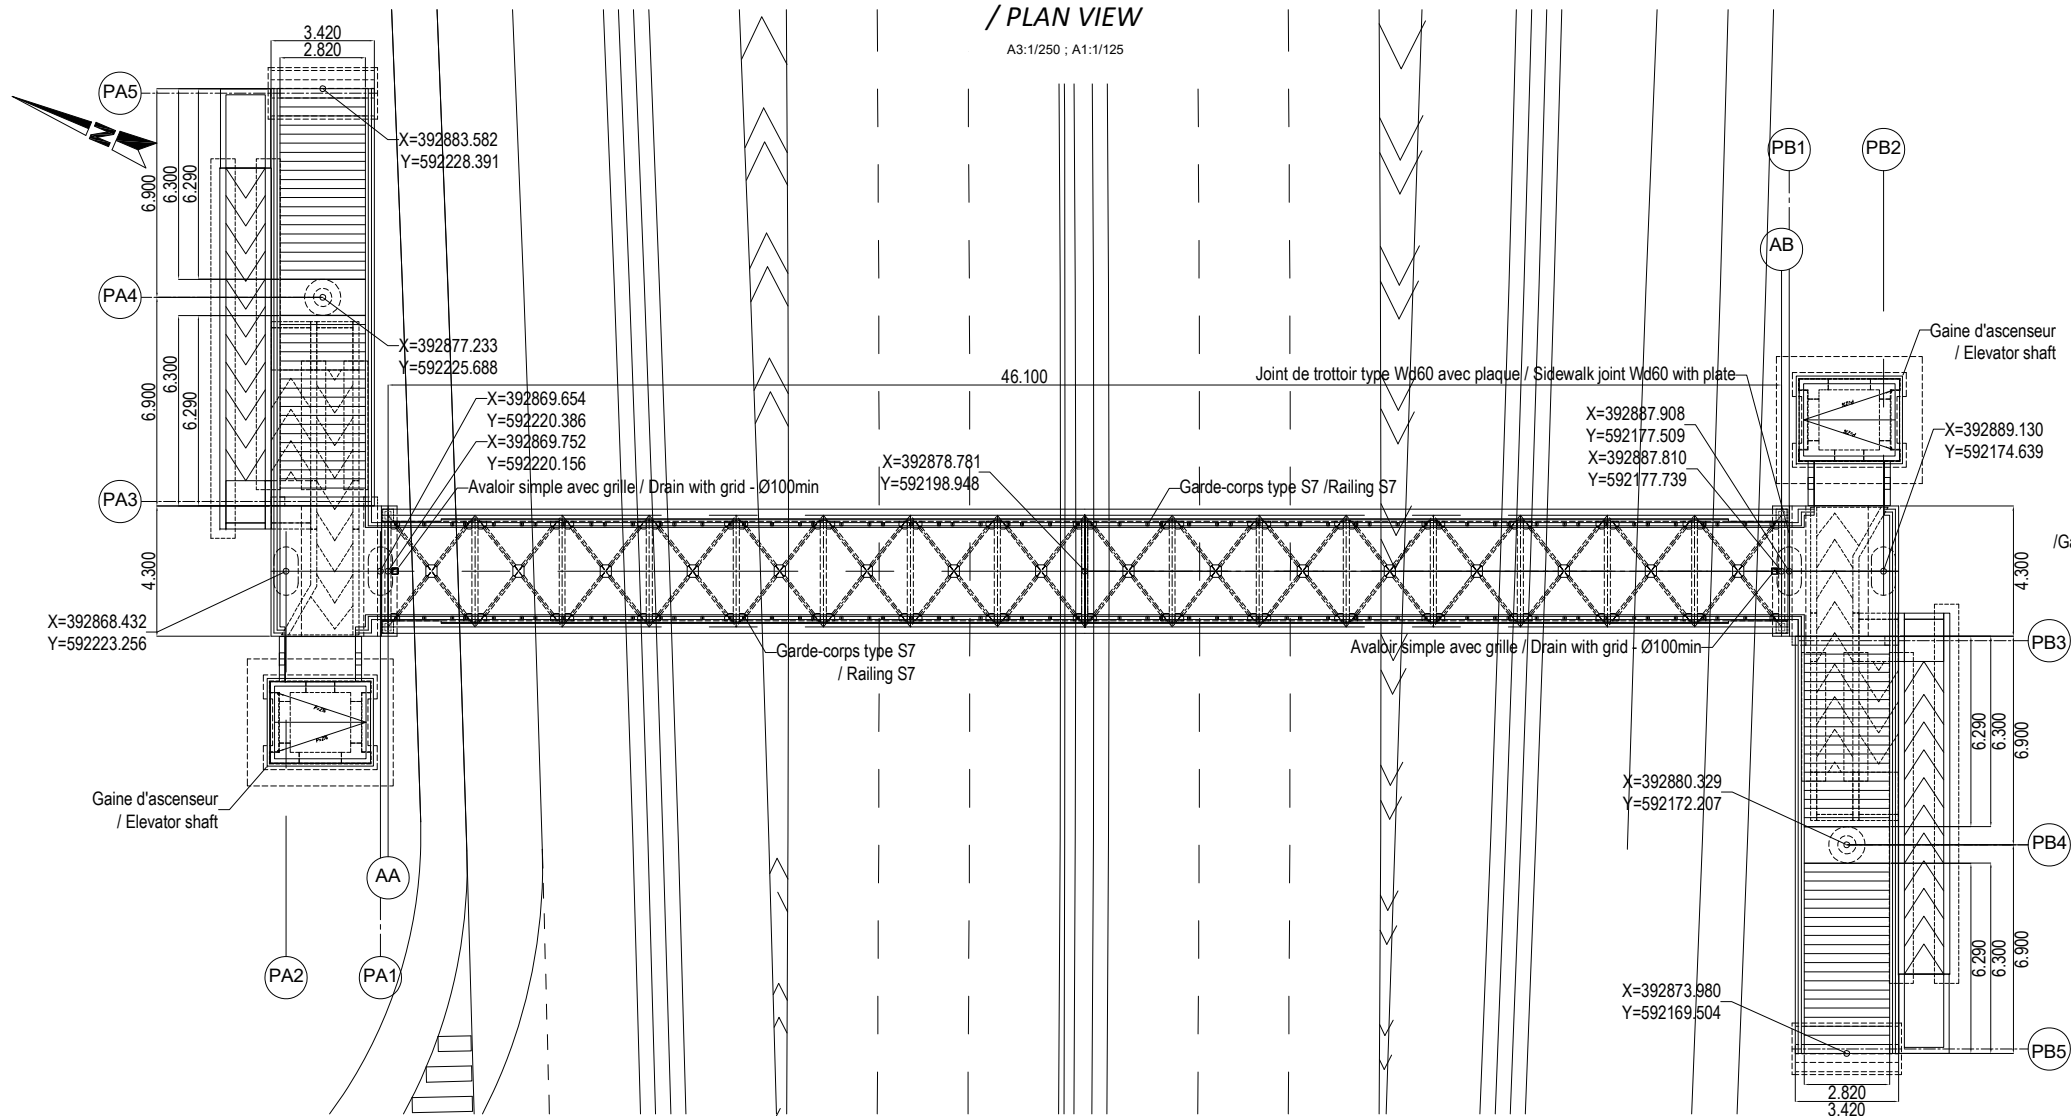 / PLAN VIEW
A3:1/250 ; A1:1/125
3.420
2.820
PA5
N
X=392883.582
Y=592228.391
6.900
6.300
6.290
PA4
X=392877.233
Y=592225.688
6.900
6.300
6.290
PA3
X=392869.654
Y=592220.386
X=392869.752
Y=592220.156
Avaloir simple avec grille / Drain with grid - Ø100min
4.300
X=392868.432
Y=592223.256
Gaine d'ascenseur
/ Elevator shaft
AA
PA2
PA1
46.100
X=392878.781
Y=592198.948
Garde-corps type S7 /Railing S7
Garde-corps type S7
/ Railing S7
Joint de trottoir type Wd60 avec plaque / Sidewalk joint Wd60 with plate
PB1
PB2
AB
Gaine d'ascenseur
/ Elevator shaft
X=392887.908
Y=592177.509
X=392887.810
Y=592177.739
X=392889.130
Y=592174.639
/Ga
4.300
Avaloir simple avec grille / Drain with grid - Ø100min
PB3
6.290
6.300
6.900
X=392880.329
Y=592172.207
PB4
6.290
6.300
6.900
X=392873.980
Y=592169.504
PB5
2.820
3.420